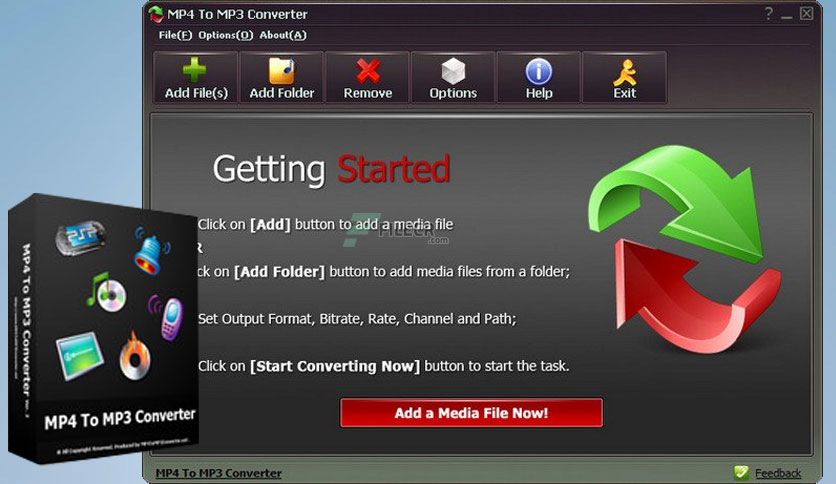 MP4 To MP3 Converter
File(F) Options(O) About(A)
Add File(s) Add Folder Remove Options Help Exit
Getting Started
Click on [Add] button to add a media file
FILECR
.com
R
ck on [Add Folder] button to add media files from a folder;
Set Output Format, Bitrate, Rate, Channel and Path;
Click on [Start Converting Now] button to start the task.
Add a Media File Now!
MP4 To MP3 Converter
Feedback
PSP
MP4 To MP3 Converter
MP4 To MP3 Converter